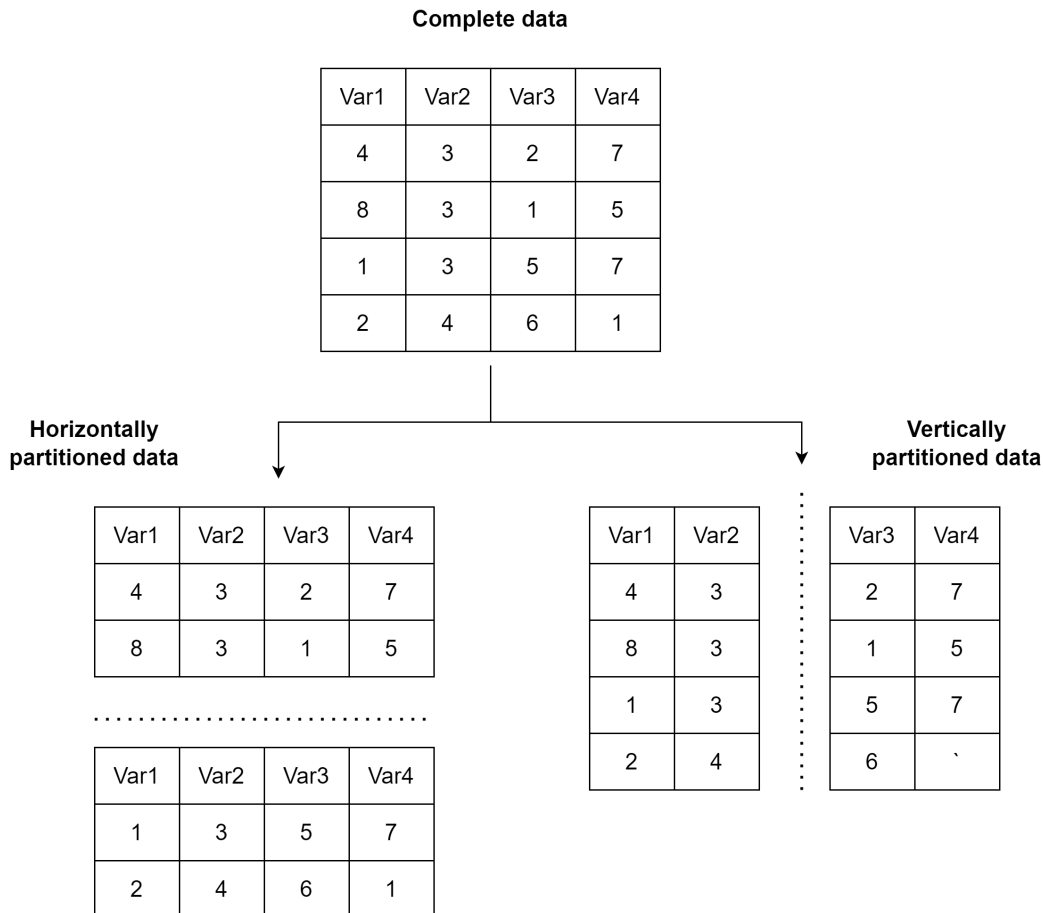 Complete data
Var1 Var2 Var3 Var4
4 3 2 7
8 3 1 5
1 3 5 7
2 4 6 1
Horizontally
partitioned data
Var1 Var2 Var3 Var4
4 3 2 7
8 3 1 5
Var1 Var2 Var3 Var4
1 3 5 7
2 4 6 1
Vertically
partitioned data
Var1 Var2
4 3
8 3
1 3
2 4
Var3 Var4
2 7
1 5
5 7
6 `